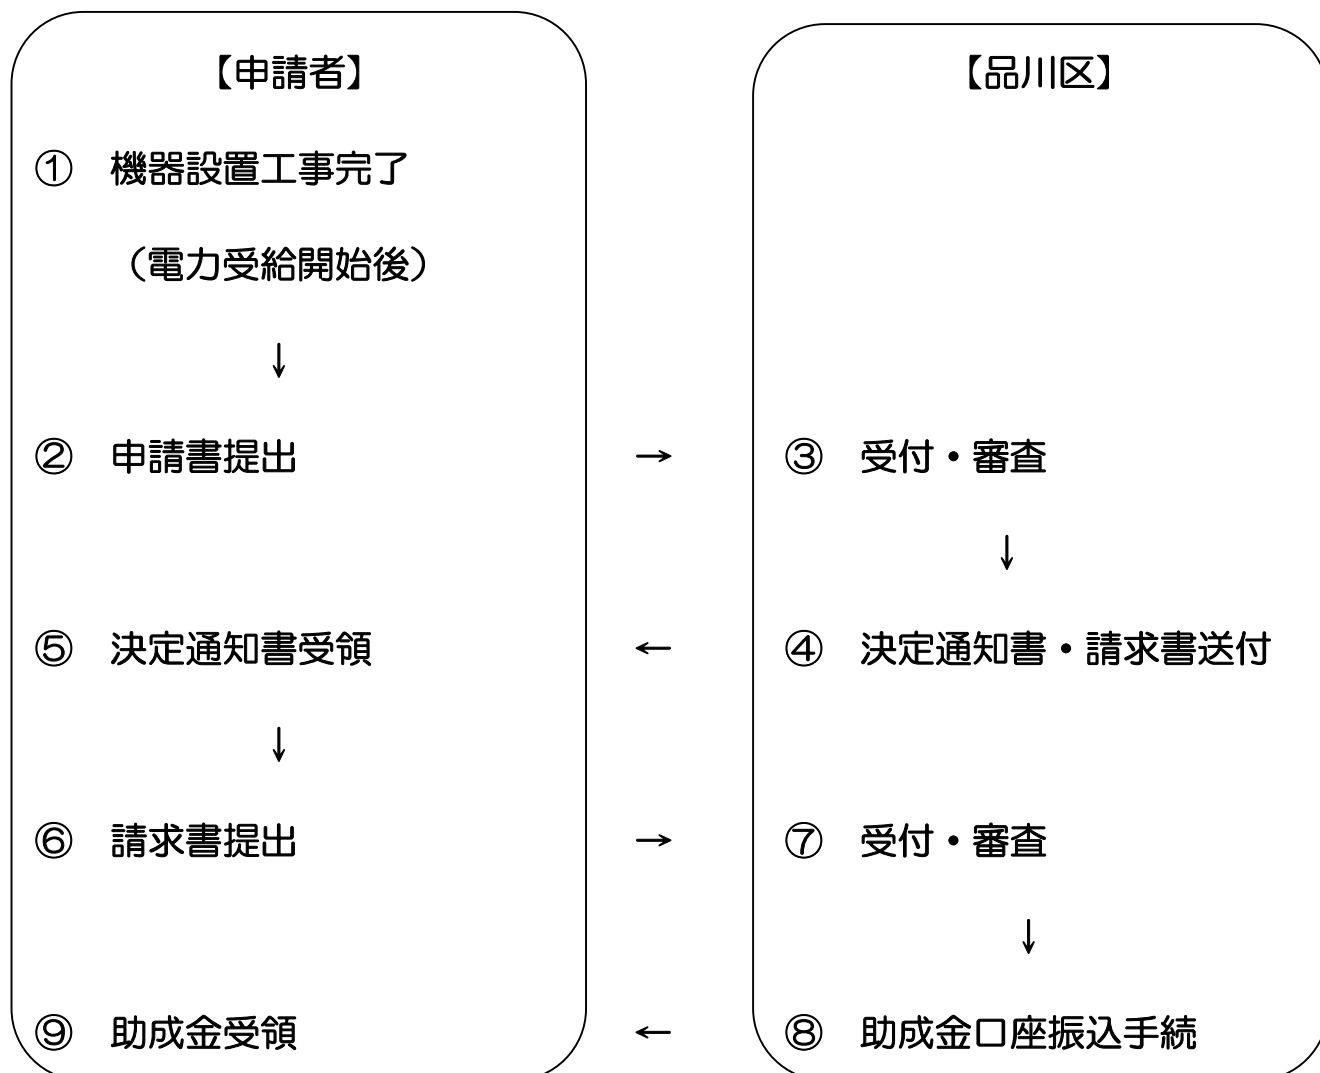 【申請者】 【品川区】
① 機器設置工事完了
（電力受給開始後）
↓
② 申請書提出 → ③ 受付・審査
↓
⑤ 決定通知書受領 ← ④ 決定通知書・請求書送付
↓
⑥ 請求書提出 → ⑦ 受付・審査
↓
⑨ 助成金受領 ← ⑧ 助成金口座振込手続